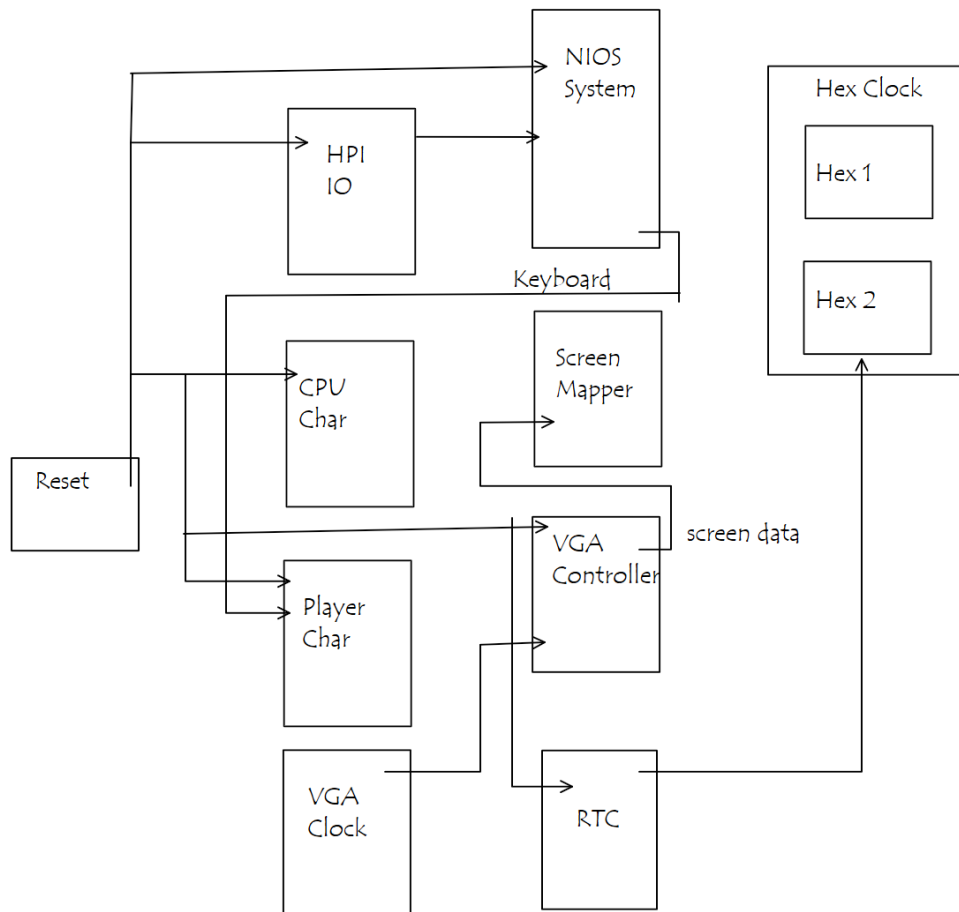 NIOS
System
Hex Clock
HPI
IO
Hex 1
Keyboard
Hex 2
Screen
Mapper
CPU
Char
Reset
screen data
VGA
Controller
Player
Char
VGA
Clock
RTC